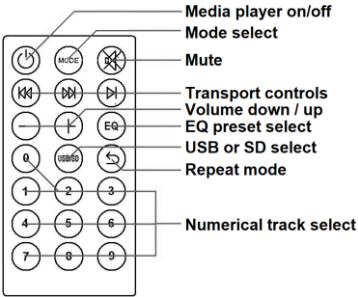 Media player on/off
Mode select
MODE
Mute
Transport controls
Volume down / up
EQ
EQ preset select
0
USB/SD
USB or SD select
Repeat mode
1 2 3
4 5 6
Numerical track select
7 8 9